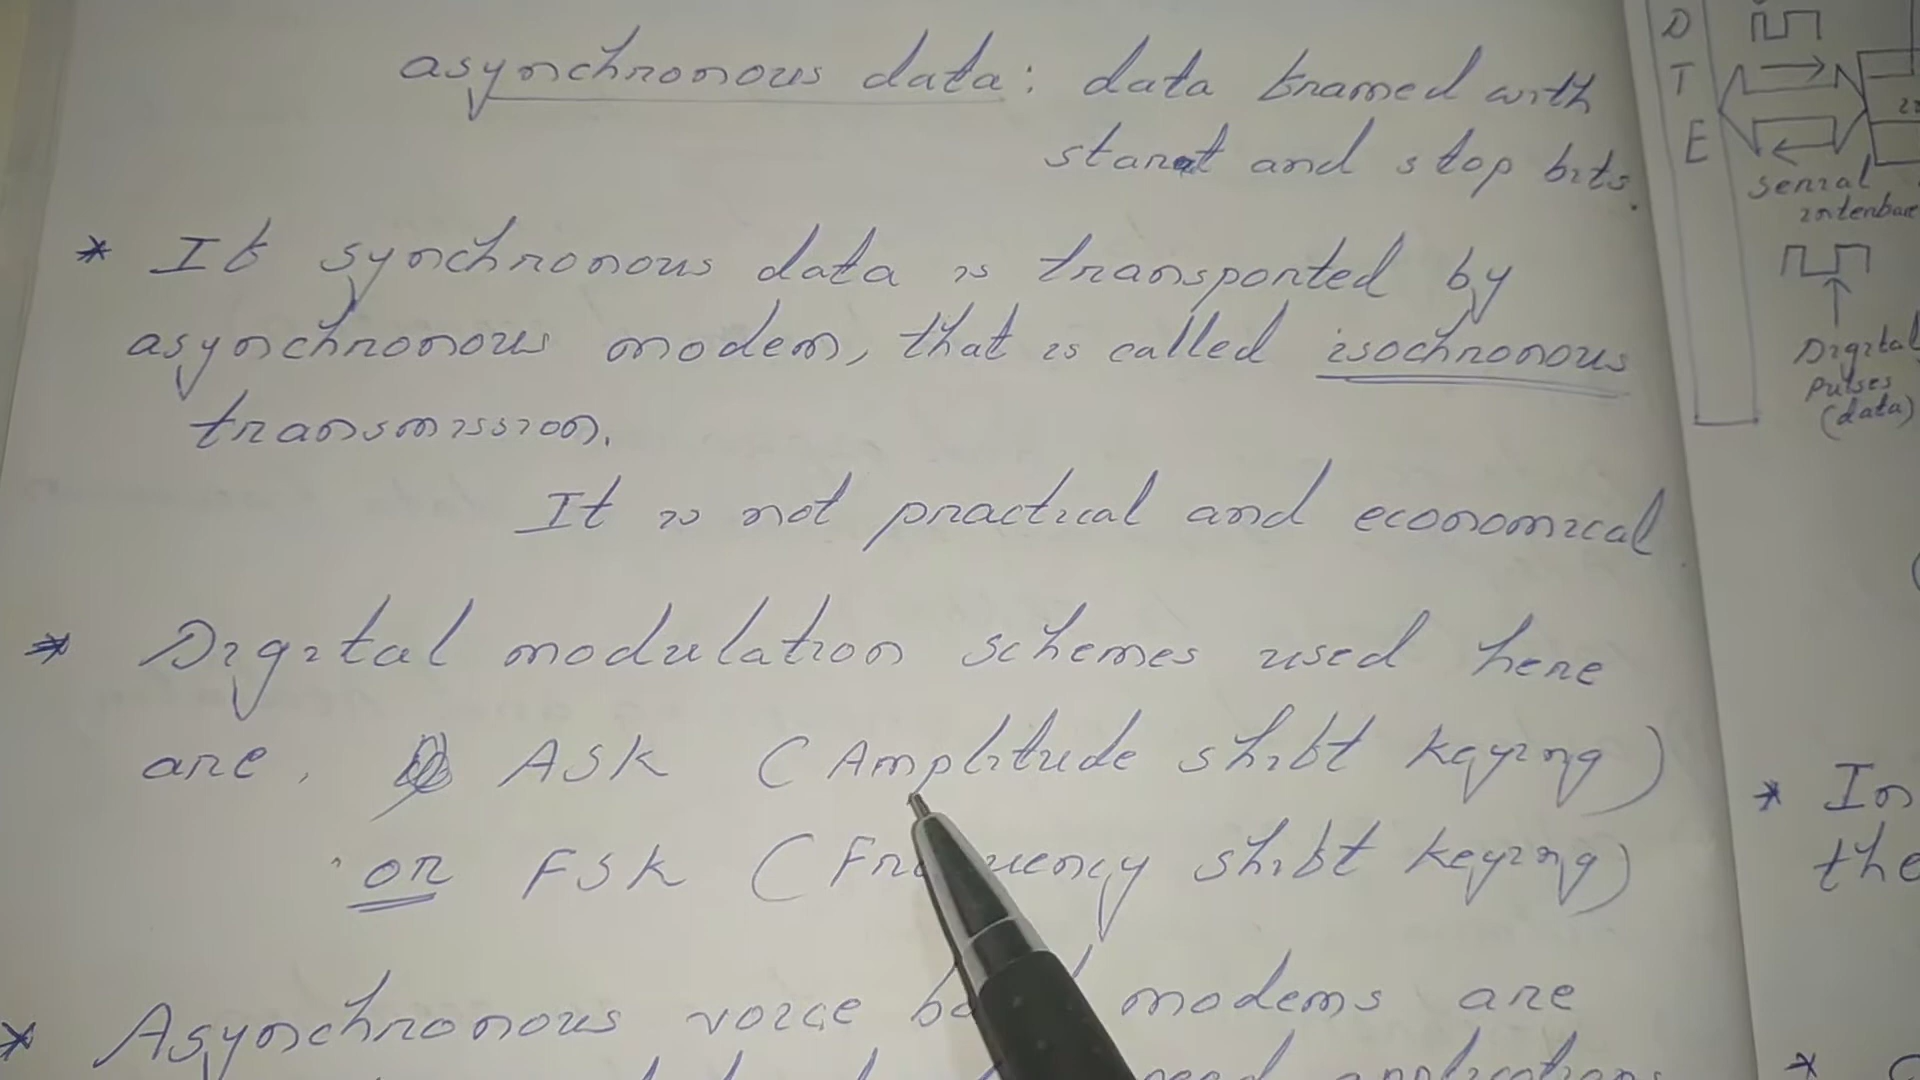 asynchronous data: data framed with
start and stop bits.
* If synchronous data is transported by
asynchronous modem, that is called isochronous
transmission.
It is not practical and economical
* Digital modulation schemes used here
are, ASK (Amplitude shift keying)
or FSK (Frequency shift keying)
* Asynchronous voice modems are
applications
D
T
E
serial
Digital
pulses
(data)
* In
the
*